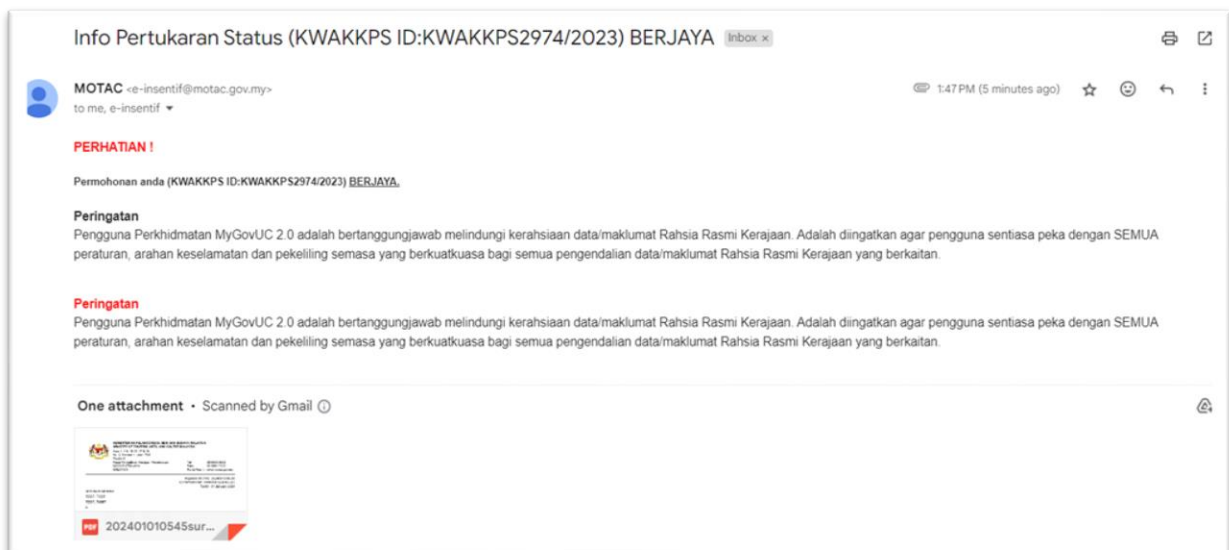 Info Pertukaran Status (KWAKKPS ID:KWAKKPS2974/2023) BERJAYA Inbox ×
MOTAC <e-insentif@motac.gov.my> 1:47 PM (5 minutes ago)
to me, e-insentif
PERHATIAN !
Permohonan anda (KWAKKPS ID:KWAKKPS2974/2023) BERJAYA.
Peringatan
Pengguna Perkhidmatan MyGovUC 2.0 adalah bertanggungjawab melindungi kerahsiaan data/maklumat Rahsia Rasmi Kerajaan. Adalah diingatkan agar pengguna sentiasa peka dengan SEMUA
peraturan, arahan keselamatan dan pekeliling semasa yang berkuatkuasa bagi semua pengendalian data/maklumat Rahsia Rasmi Kerajaan yang berkaitan.
Peringatan
Pengguna Perkhidmatan MyGovUC 2.0 adalah bertanggungjawab melindungi kerahsiaan data/maklumat Rahsia Rasmi Kerajaan. Adalah diingatkan agar pengguna sentiasa peka dengan SEMUA
peraturan, arahan keselamatan dan pekeliling semasa yang berkuatkuasa bagi semua pengendalian data/maklumat Rahsia Rasmi Kerajaan yang berkaitan.
One attachment • Scanned by Gmail
PDF 202401010545sur...